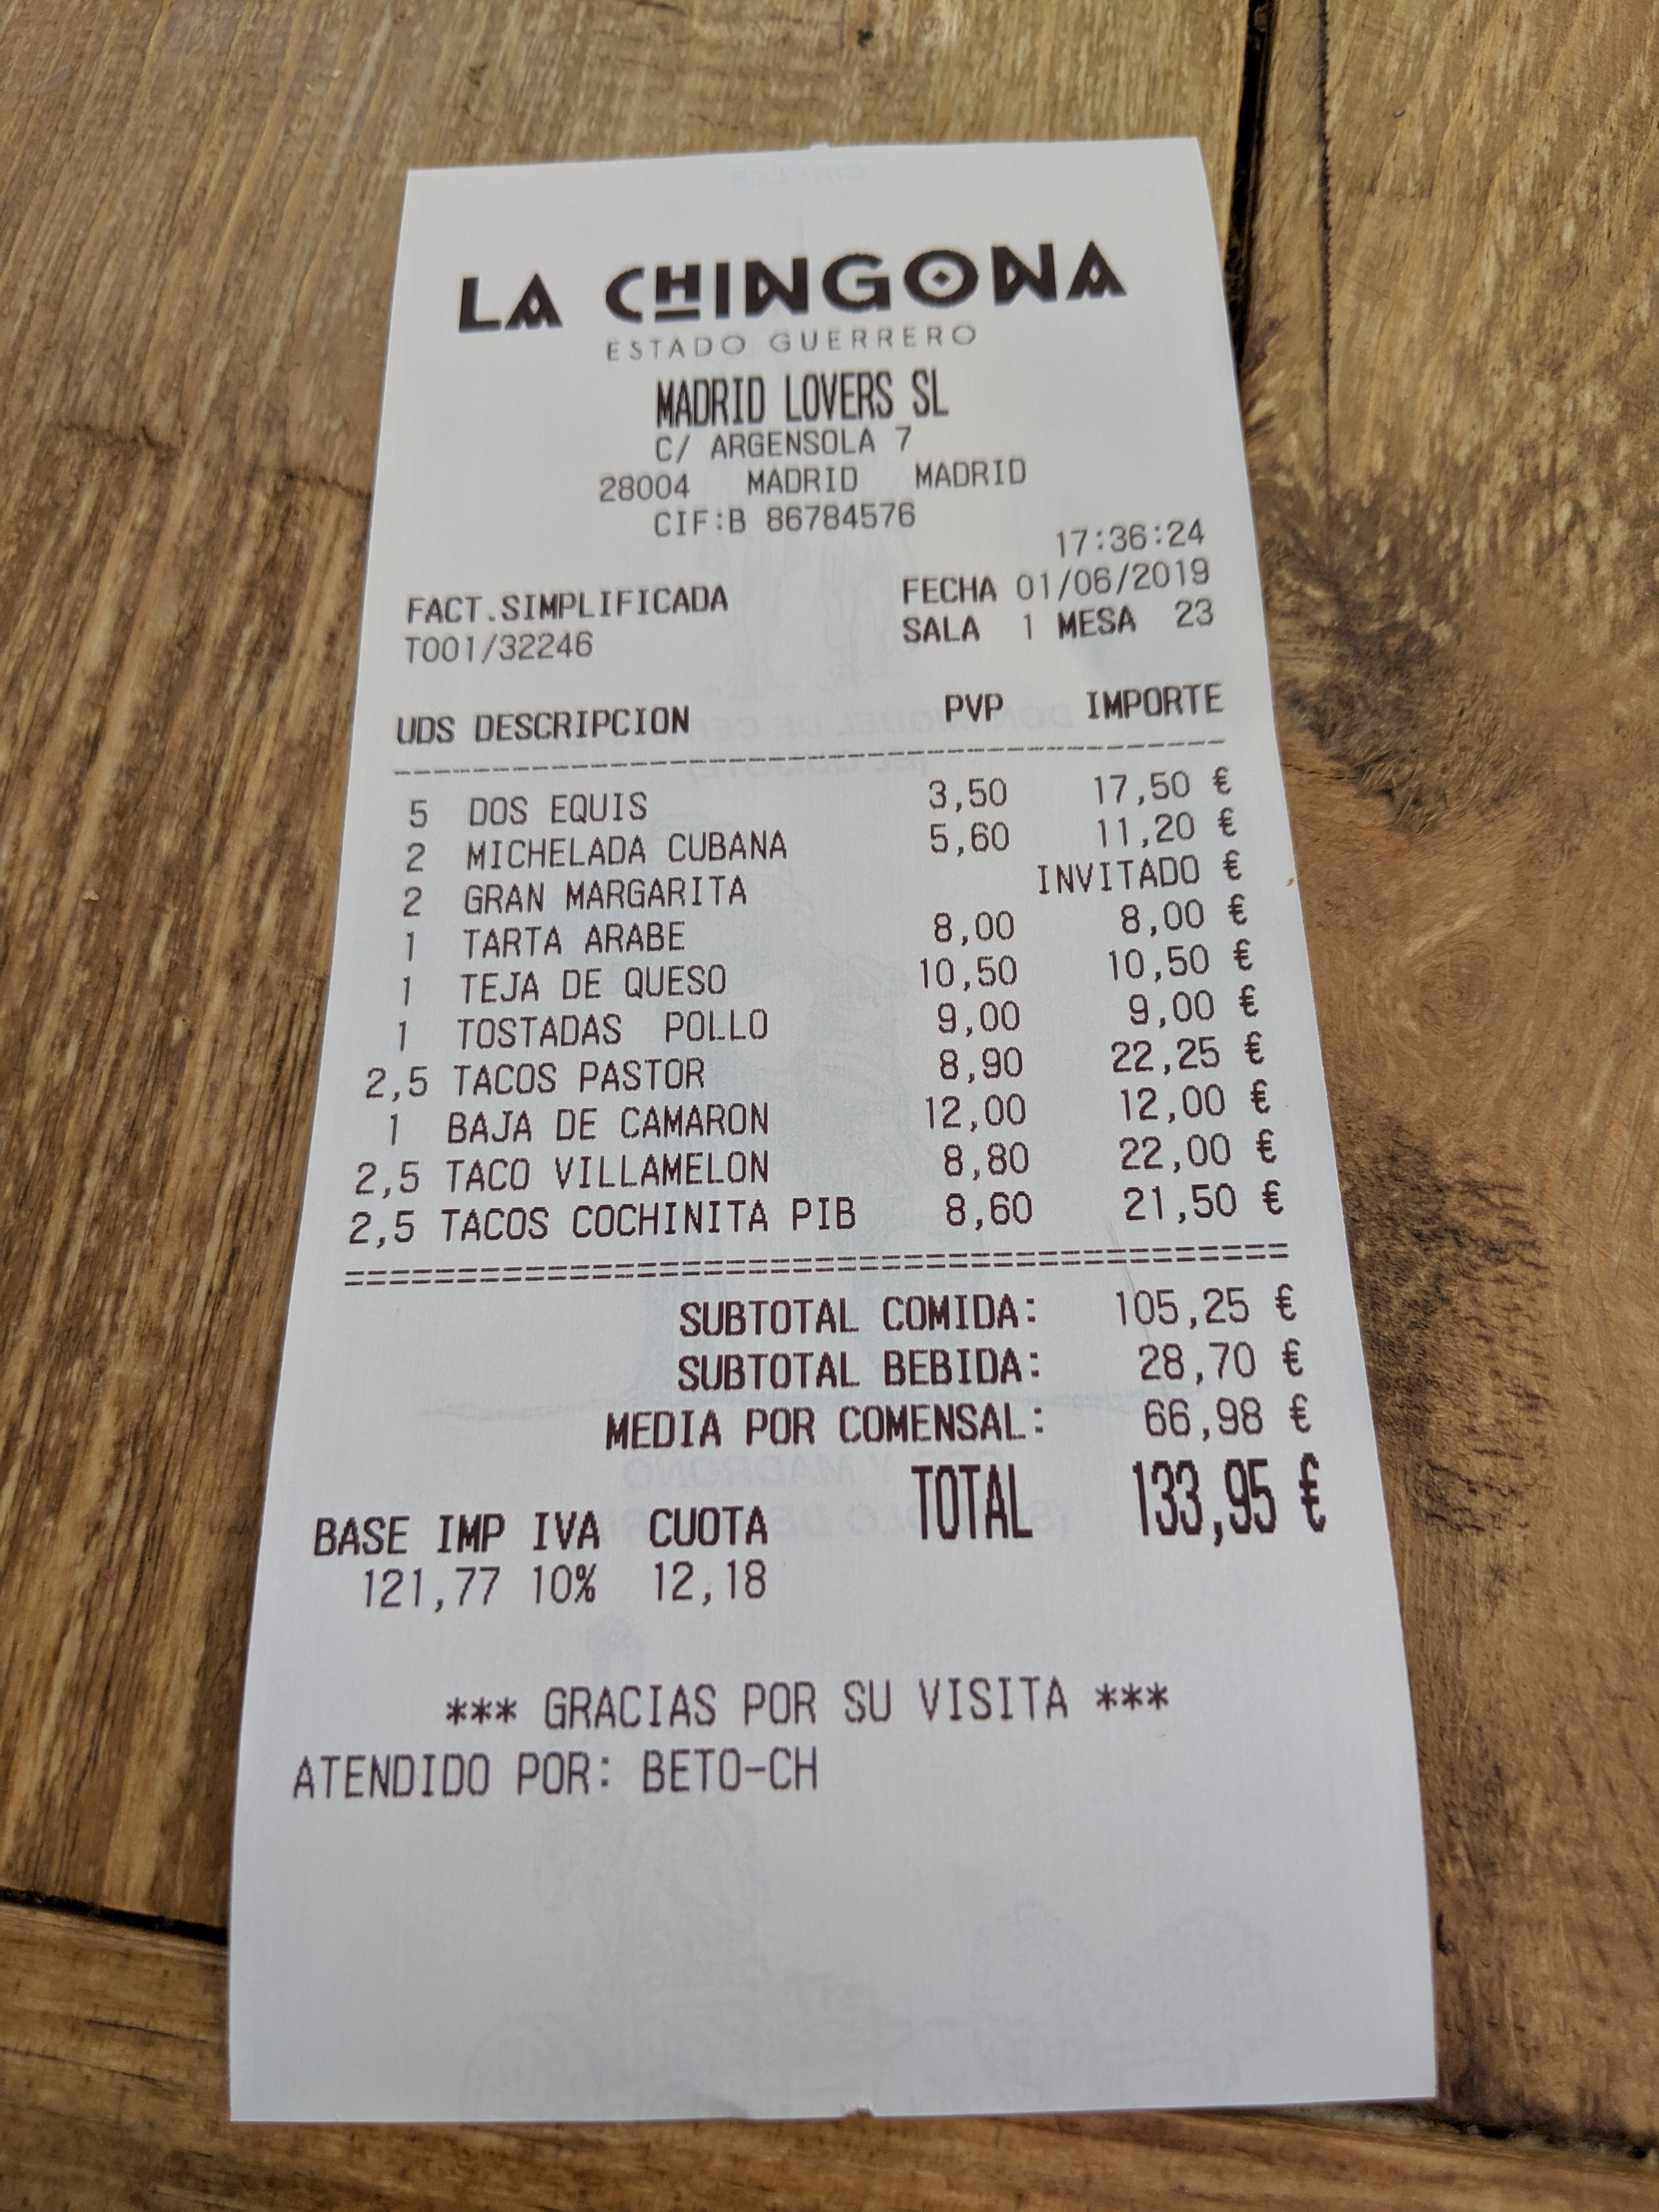 LA CHINGONA
ESTADO GUERRERO
MADRID LOVERS SL
C/ ARGENSOLA 7
28004 MADRID MADRID
CIF:B 86784576
17:36:24
FACT.SIMPLIFICADA FECHA 01/06/2019
T001/32246 SALA 1 MESA 23
UDS DESCRIPCION PVP IMPORTE
5 DOS EQUIS 3,50 17,50 €
2 MICHELADA CUBANA 5,60 11,20 €
2 GRAN MARGARITA INVITADO €
1 TARTA ARABE 8,00 8,00 €
1 TEJA DE QUESO 10,50 10,50 €
1 TOSTADAS POLLO 9,00 9,00 €
2,5 TACOS PASTOR 8,90 22,25 €
1 BAJA DE CAMARON 12,00 12,00 €
2,5 TACO VILLAMELON 8,80 22,00 €
2,5 TACOS COCHINITA PIB 8,60 21,50 €
SUBTOTAL COMIDA: 105,25 €
SUBTOTAL BEBIDA: 28,70 €
MEDIA POR COMENSAL: 66,98 €
TOTAL 133,95 €
BASE IMP IVA CUOTA
121,77 10% 12,18
*** GRACIAS POR SU VISITA ***
ATENDIDO POR: BETO-CH